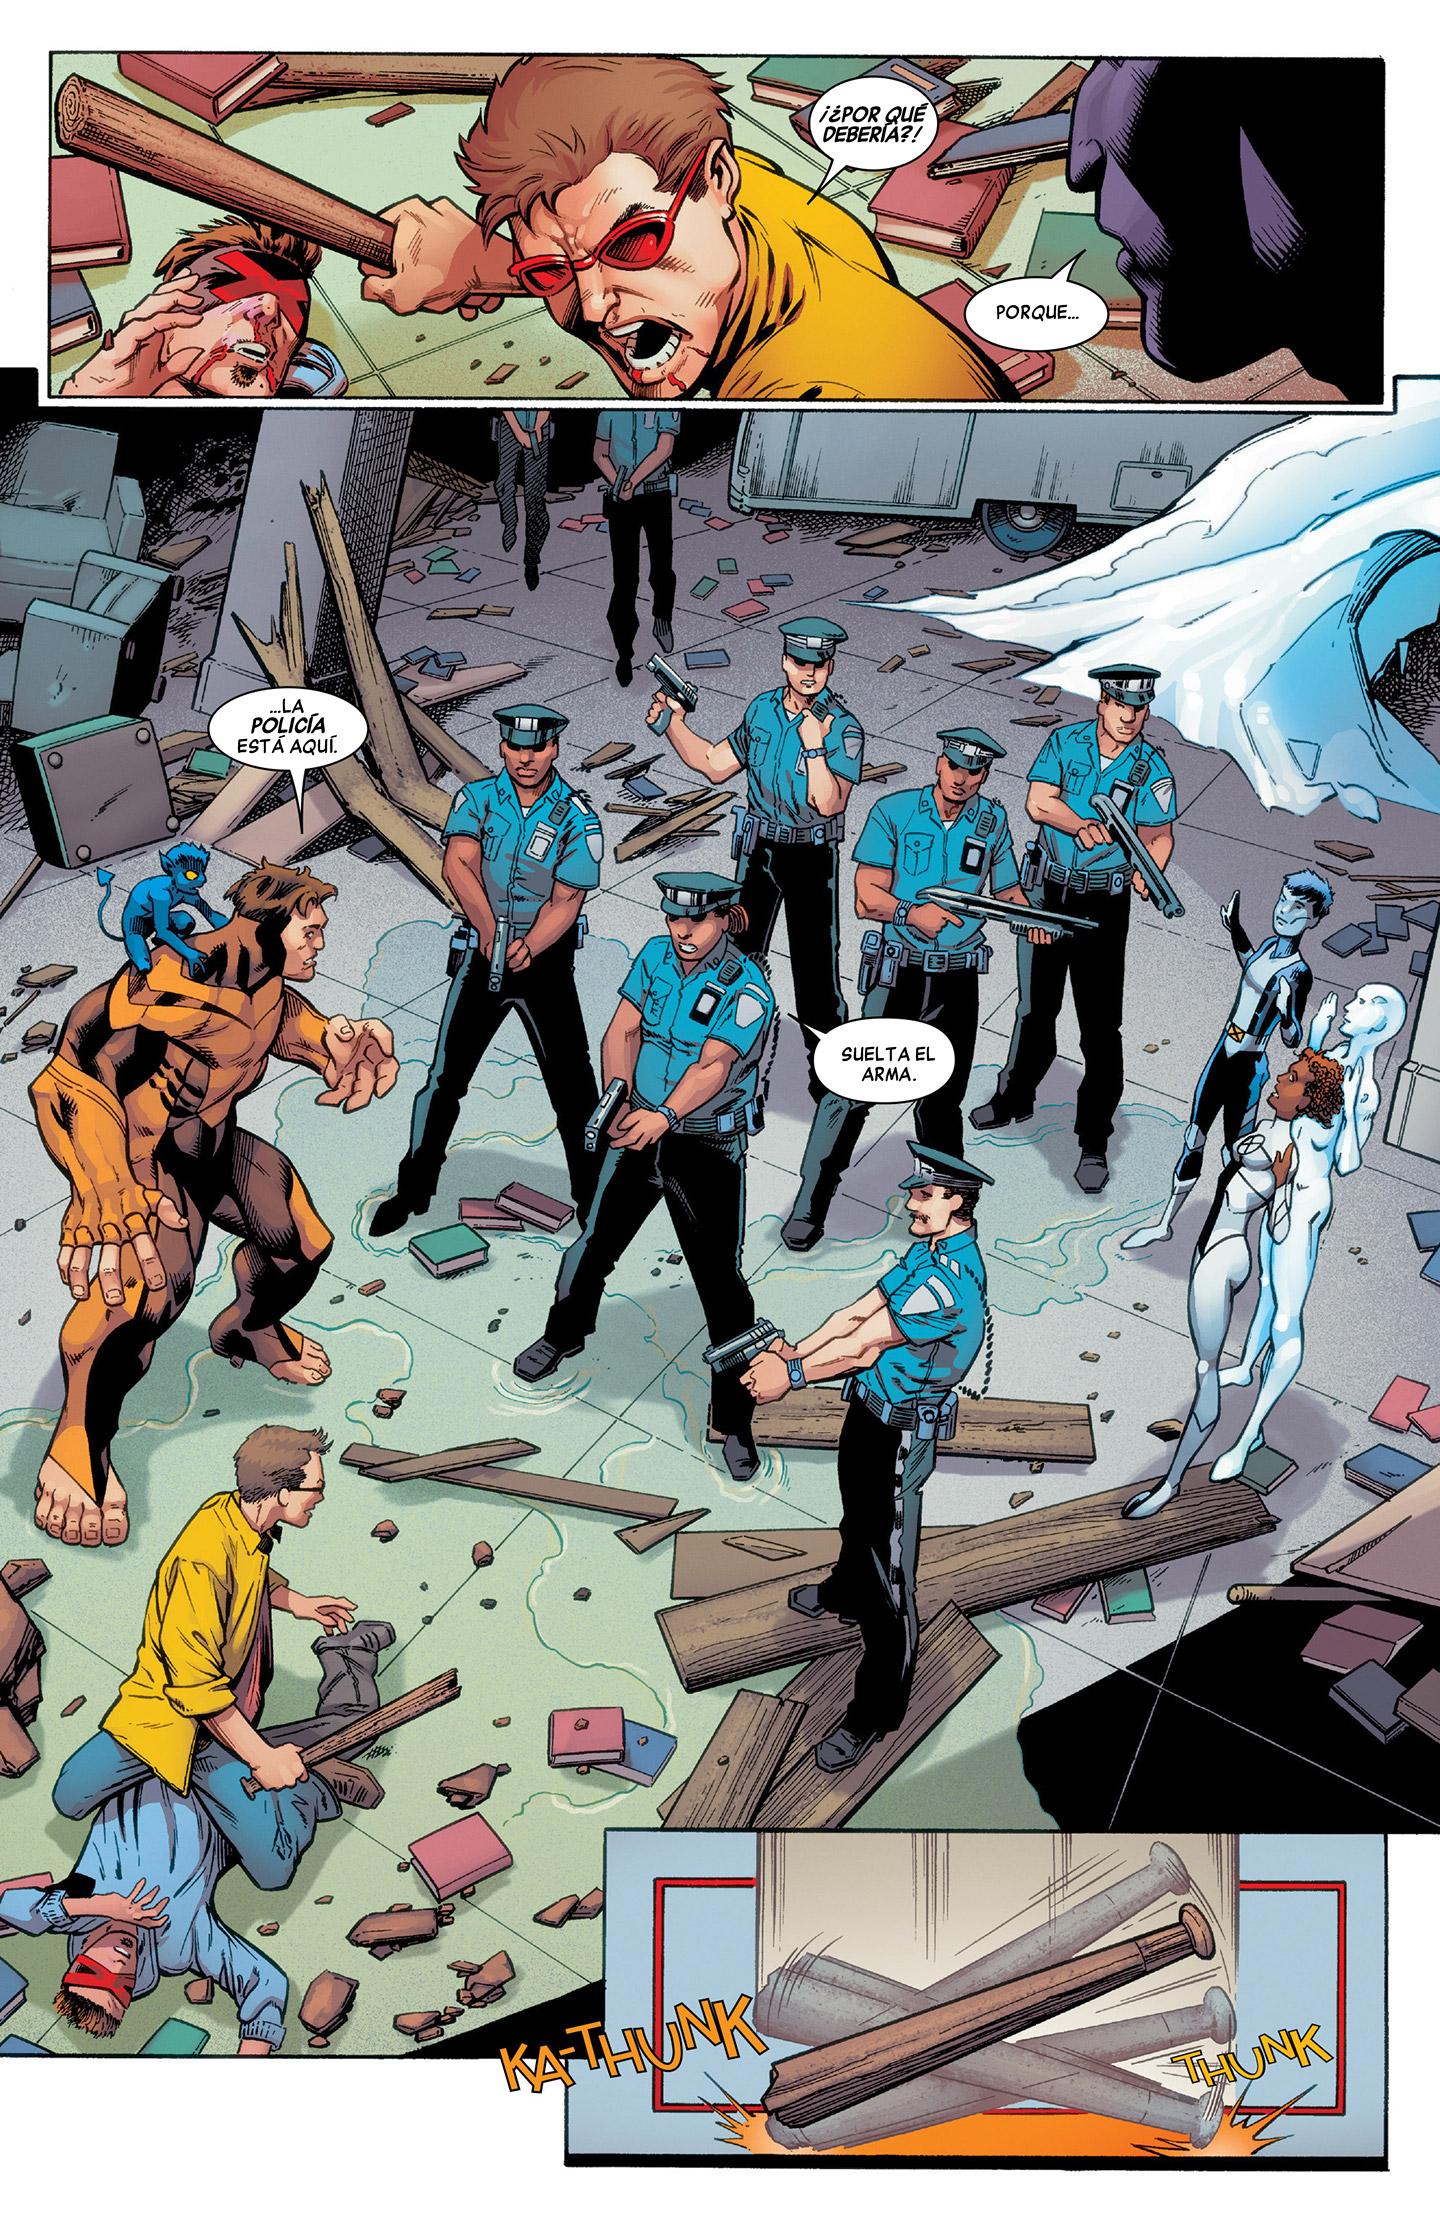 ¡¿POR QUÉ
DEBERÍA?!
PORQUE...
...LA
POLICÍA
ESTÁ AQUÍ.
SUELTA EL
ARMA.
KA-THUNK
THUNK